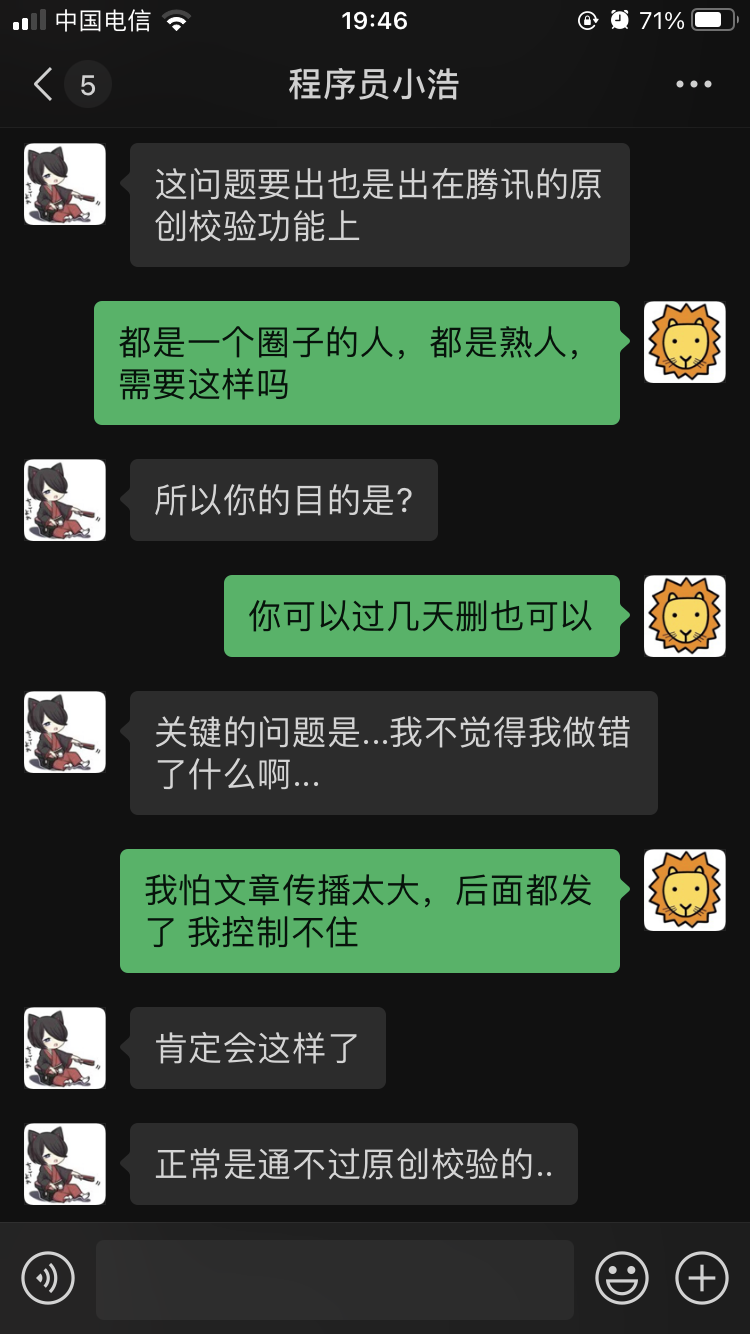 中国电信 19:46 71%
5 程序员小浩
这问题要出也是出在腾讯的原
创校验功能上
都是一个圈子的人，都是熟人，
需要这样吗
所以你的目的是?
你可以过几天删也可以
关键的问题是...我不觉得我做错
了什么啊...
我怕文章传播太大，后面都发
了 我控制不住
肯定会这样了
正常是通不过原创校验的..